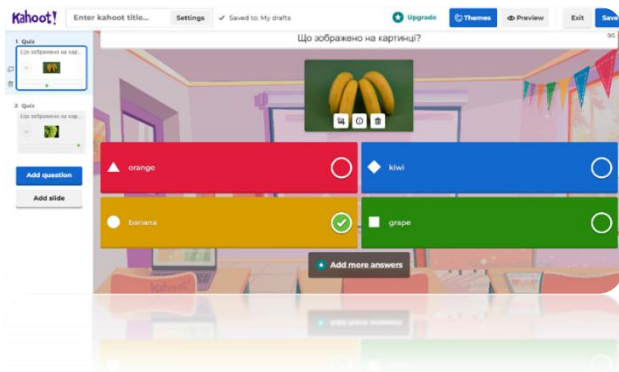 Kahoot! Enter kahoot title... Settings ✓ Saved to: My drafts Upgrade Themes Preview Exit Save
1 Quiz
Що зображено на кар...
Що зображено на картинці?
2 Quiz
Що зображено на кар...
orange
kiwi
banana
grape
Add question
Add slide
Add more answers
Kahoot!